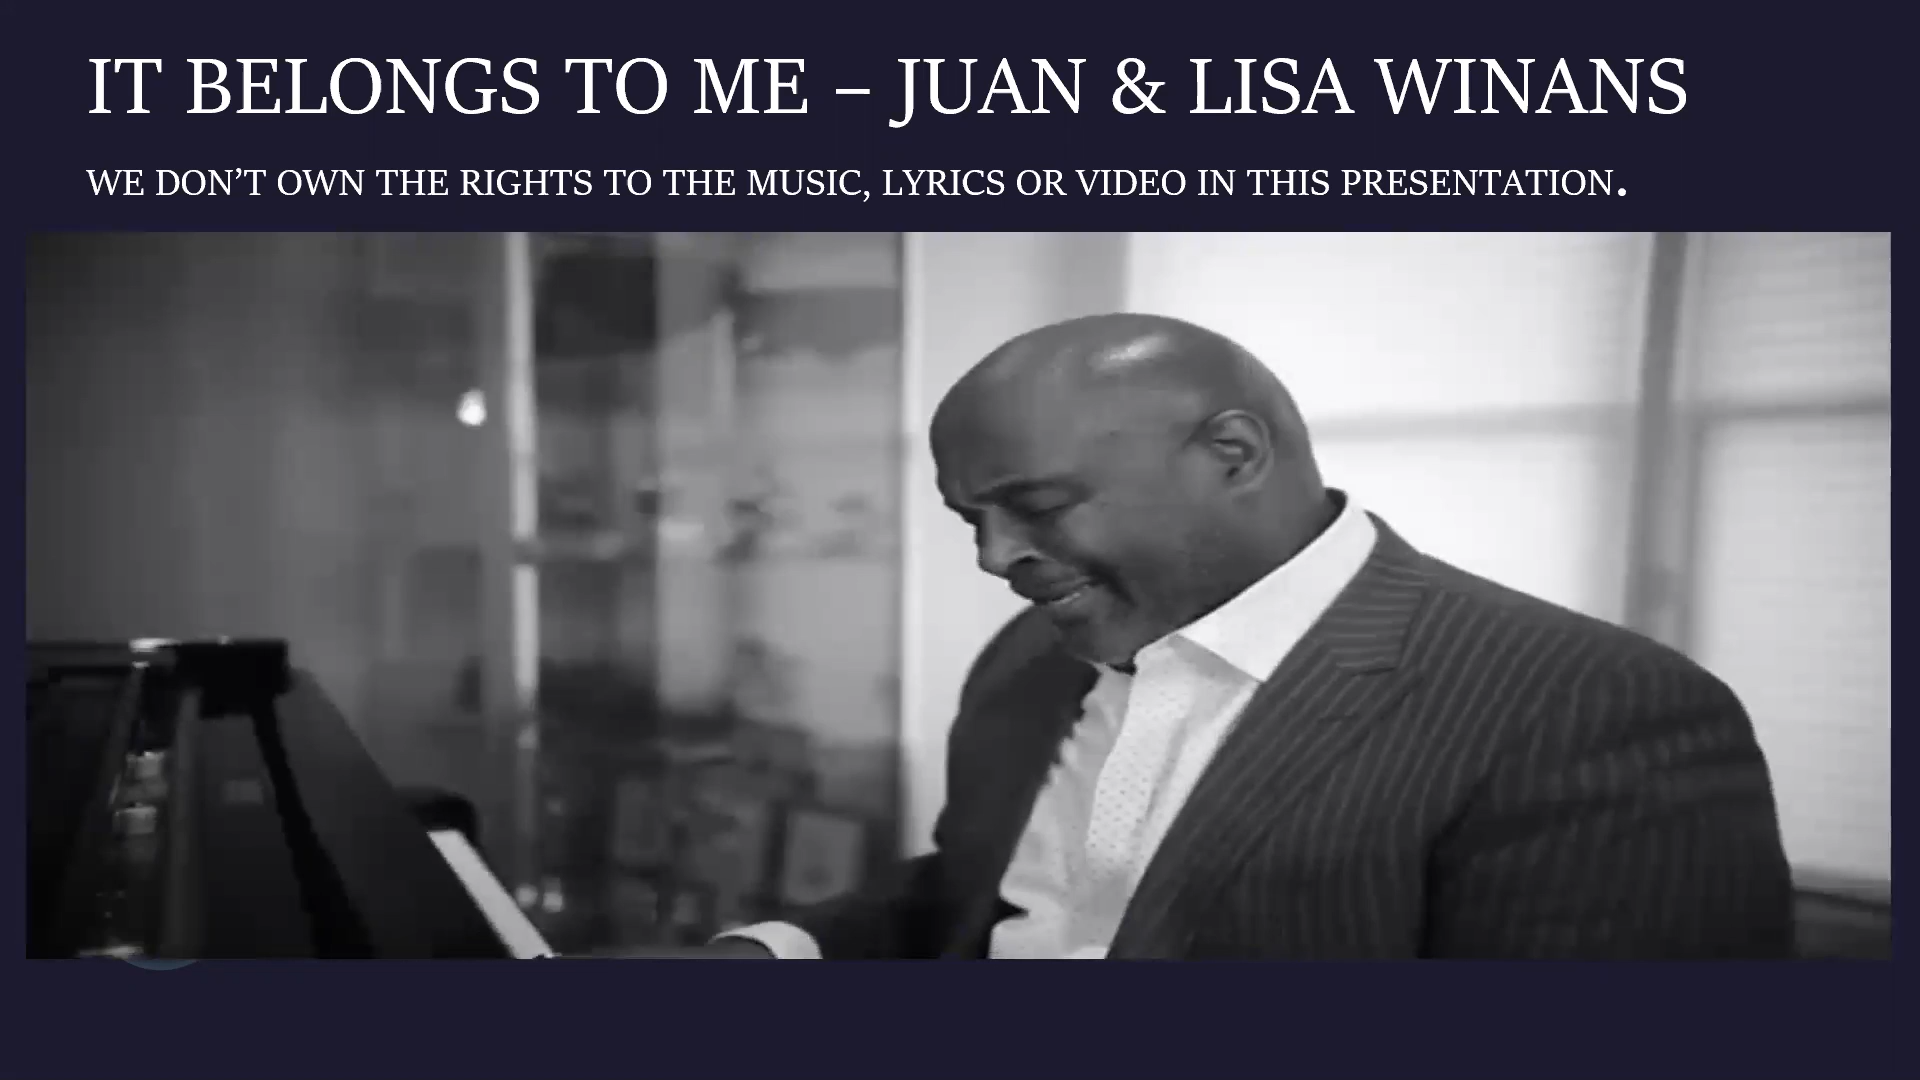 IT BELONGS TO ME – JUAN & LISA WINANS
WE DON’T OWN THE RIGHTS TO THE MUSIC, LYRICS OR VIDEO IN THIS PRESENTATION.